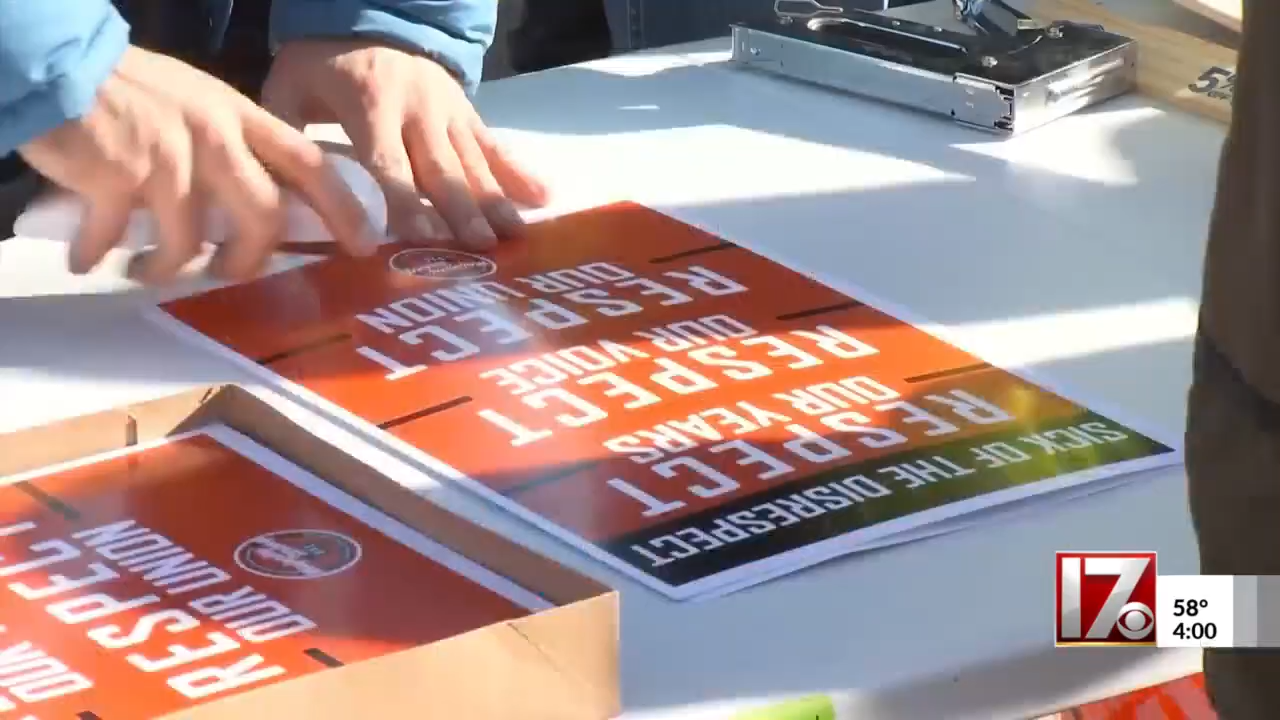 SICK OF THE DISRESPECT
RESPECT
OUR YEARS
RESPECT
OUR VOICE
RESPECT
OUR UNION
OUR
RESPECT
OUR UNION
17
58°
4:00